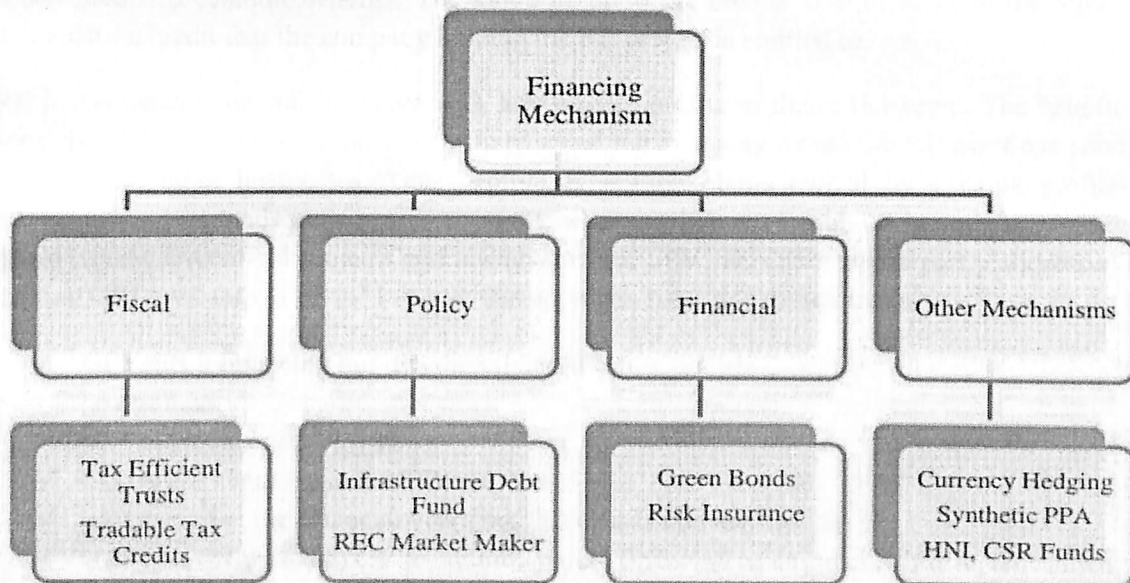 Financing
Mechanism
Fiscal
Policy
Financial
Other Mechanisms
Tax Efficient
Trusts
Tradable Tax
Credits
Infrastructure Debt
Fund
REC Market Maker
Green Bonds
Risk Insurance
Currency Hedging
Synthetic PPA
HNI, CSR Funds